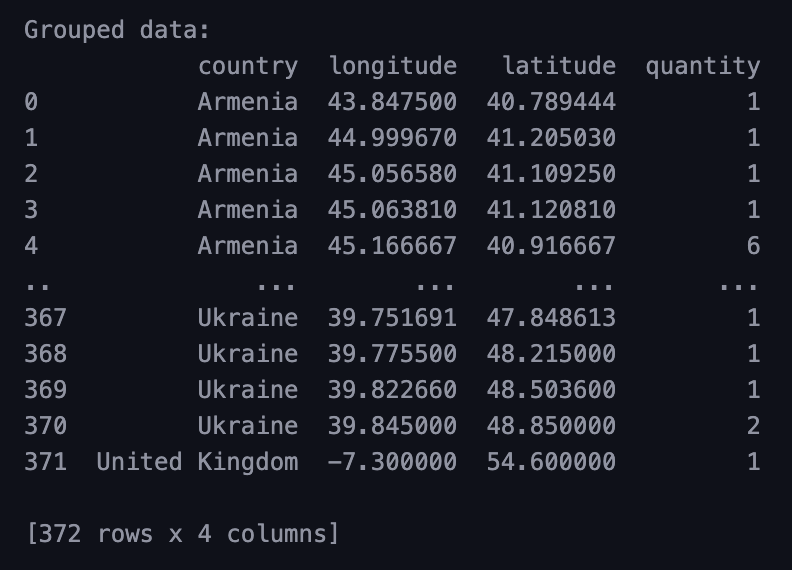 Grouped data:
country longitude latitude quantity
0 Armenia 43.847500 40.789444 1
1 Armenia 44.999670 41.205030 1
2 Armenia 45.056580 41.109250 1
3 Armenia 45.063810 41.120810 1
4 Armenia 45.166667 40.916667 6
.. ... ... ... ...
367 Ukraine 39.751691 47.848613 1
368 Ukraine 39.775500 48.215000 1
369 Ukraine 39.822660 48.503600 1
370 Ukraine 39.845000 48.850000 2
371 United Kingdom -7.300000 54.600000 1
[372 rows x 4 columns]